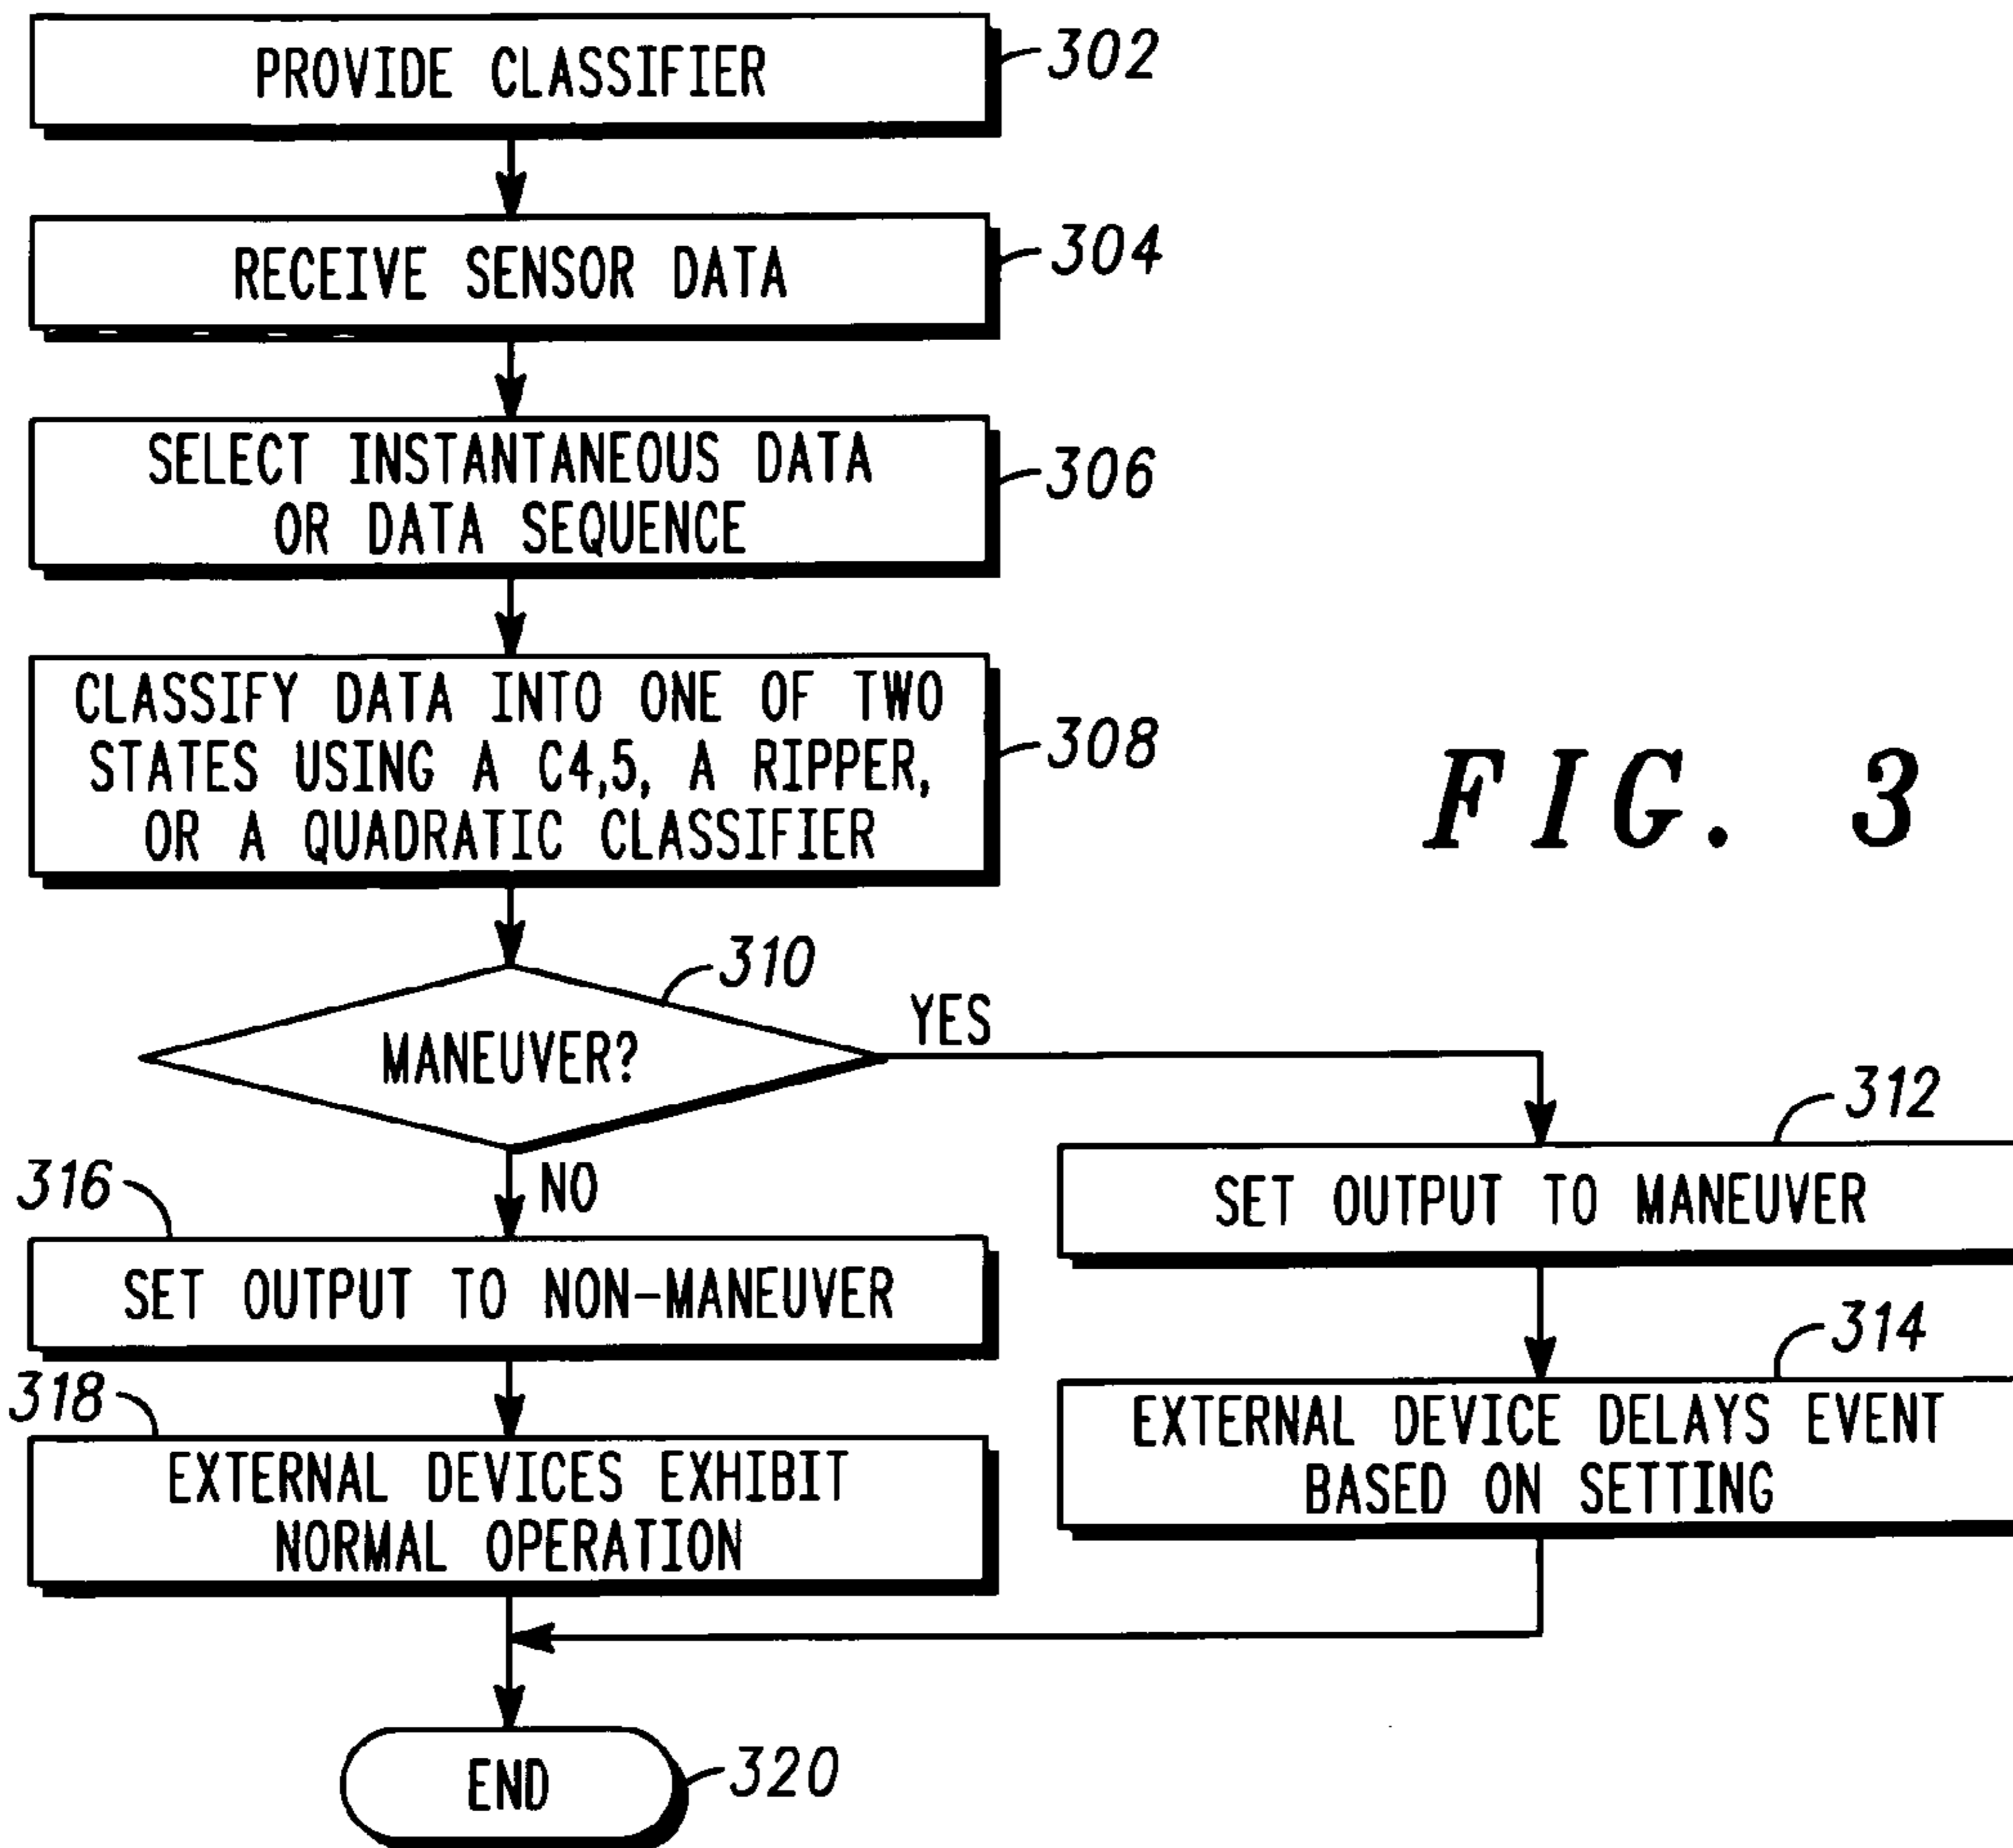 PROVIDE CLASSIFIER
302
RECEIVE SENSOR DATA
304
SELECT INSTANTANEOUS DATA
OR DATA SEQUENCE
306
CLASSIFY DATA INTO ONE OF TWO
STATES USING A C4,5, A RIPPER,
OR A QUADRATIC CLASSIFIER
308
FIG. 3
310
MANEUVER?
YES
NO
312
SET OUTPUT TO MANEUVER
316
SET OUTPUT TO NON-MANEUVER
314
EXTERNAL DEVICE DELAYS EVENT
BASED ON SETTING
318
EXTERNAL DEVICES EXHIBIT
NORMAL OPERATION
END
320